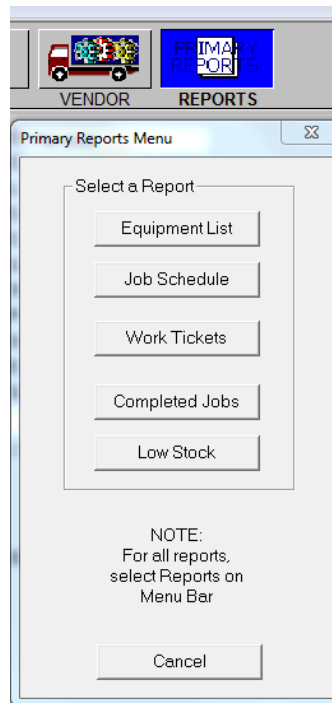 PRIMARY
REPORTS
VENDOR
REPORTS
Primary Reports Menu
Select a Report
Equipment List
Job Schedule
Work Tickets
Completed Jobs
Low Stock
NOTE:
For all reports,
select Reports on
Menu Bar
Cancel